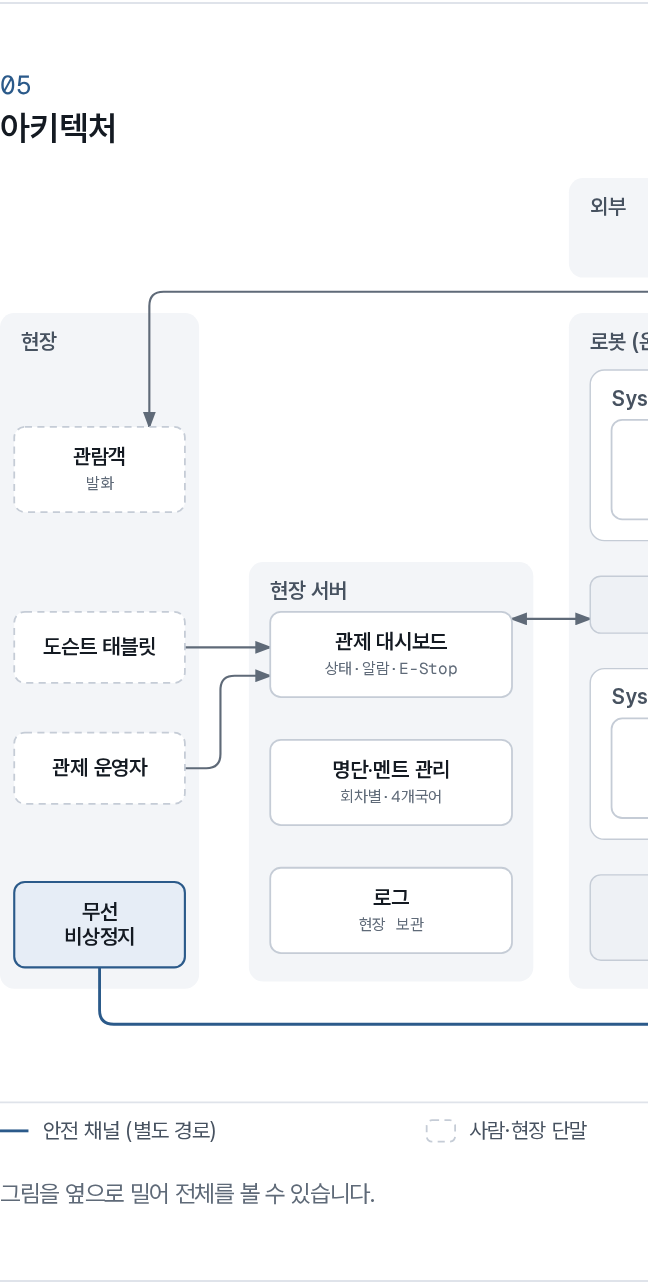 05
아키텍처
외부
현장
로봇 (온
Sys
관람객
발화
현장 서버
도슨트 태블릿
관제 대시보드
상태·알람·E-Stop
Sys
관제 운영자
명단·멘트 관리
회차별·4개국어
무선
비상정지
로그
현장 보관
안전 채널 (별도 경로)
사람·현장 단말
그림을 옆으로 밀어 전체를 볼 수 있습니다.